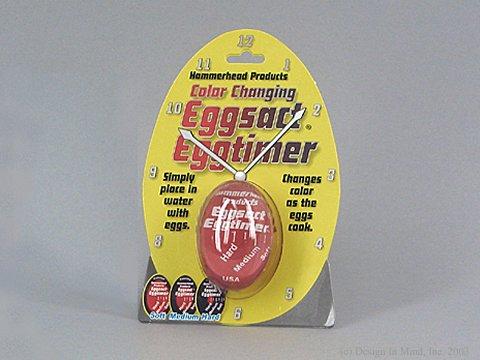 12
11
1
Hammerhead Products
Color Changing
10
2
Eggsact®
Eggtimer
9
3
Simply
place in
water
with
eggs.
Changes
color
as the
eggs
cook.
Hammerhead
Products
Eggsact
Eggtimer
Hard
Medium
Soft
USA
8
4
Soft Medium Hard
5
6
(c) Design In Mind, Inc. 2003